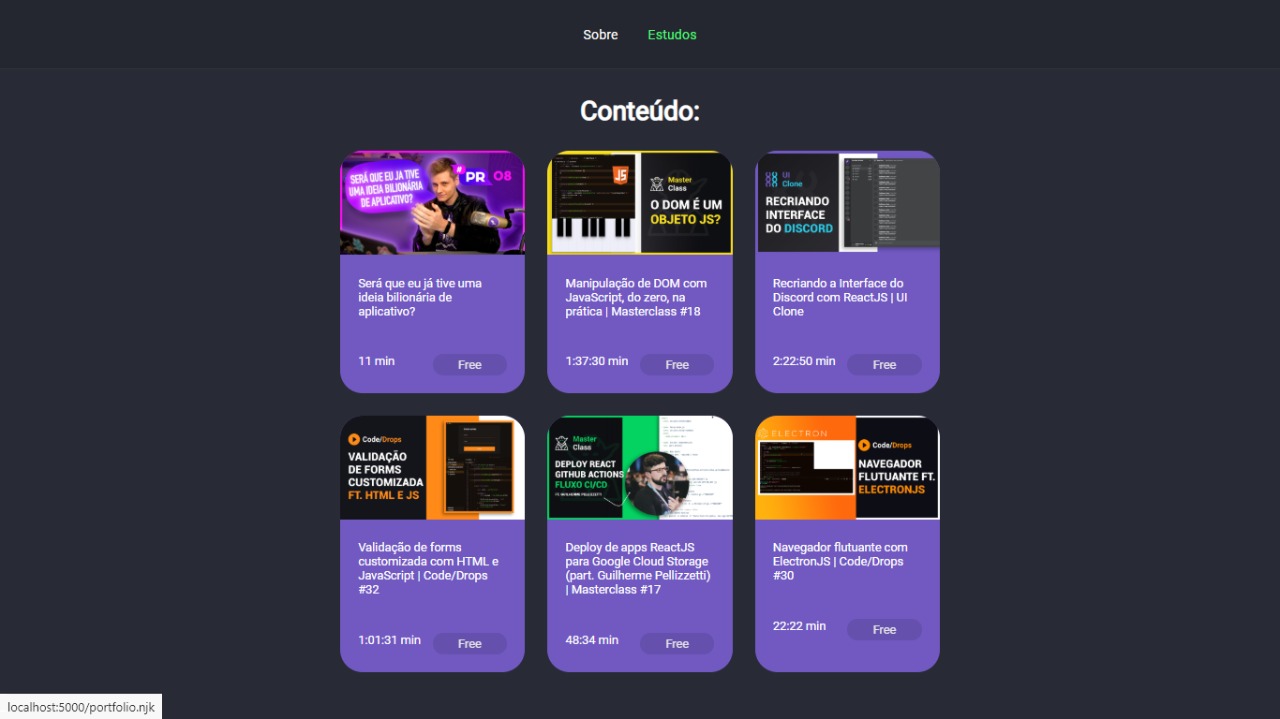 Sobre Estudos
Conteúdo:
SERÁ QUE EU JA TIVE
UMA IDEIA BILIONÁRIA
DE APLICATIVO?
PR 08
JS
Master
Class
O DOM É UM
OBJETO JS?
UI
Clone
RECRIANDO
INTERFACE
DO DISCORD
Será que eu já tive uma
ideia bilionária de
aplicativo?
11 min Free
Manipulação de DOM com
JavaScript, do zero, na
prática | Masterclass #18
1:37:30 min Free
Recriando a Interface do
Discord com ReactJS | UI
Clone
2:22:50 min Free
Code/Drops
VALIDAÇÃO
DE FORMS
CUSTOMIZADA
FT. HTML E JS
Master
Class
DEPLOY REACT
GITHUB ACTIONS
FLUXO CI/CD
FT. GUILHERME PELLIZZETTI
ELECTRON
Code/Drops
NAVEGADOR
FLUTUANTE FT.
ELECTRONJS
Validação de forms
customizada com HTML e
JavaScript | Code/Drops
#32
1:01:31 min Free
Deploy de apps ReactJS
para Google Cloud Storage
(part. Guilherme Pellizzetti)
| Masterclass #17
48:34 min Free
Navegador flutuante com
ElectronJS | Code/Drops
#30
22:22 min Free
localhost:5000/portfolio.njk